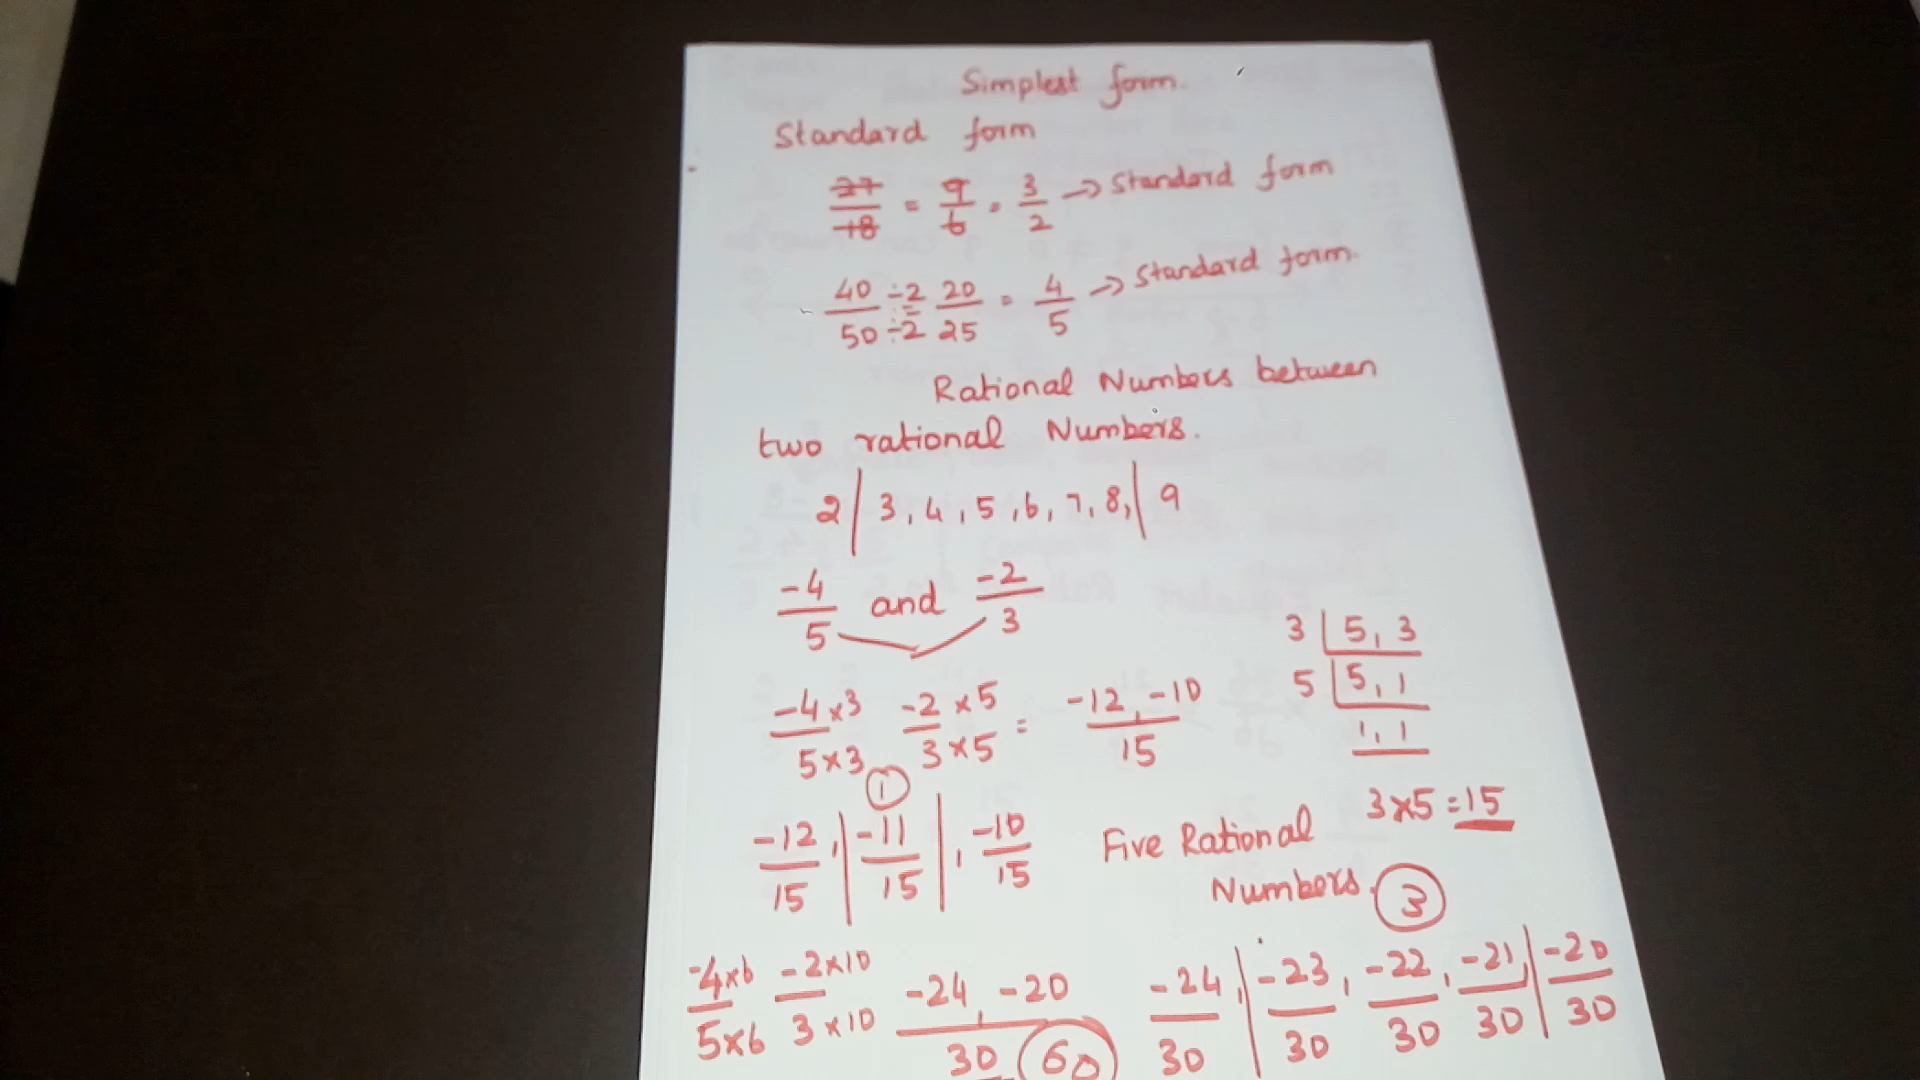 Simplest form.
Standard form
27/18 = 9/6 = 3/2 → Standard form
40/50 ÷2/÷2 = 20/25 = 4/5 → Standard form.
Rational Numbers between
two rational Numbers.
2 | 3, 4, 5, 6, 7, 8, | 9
-4/5 and -2/3
3 | 5, 3
5 | 5, 1
1, 1
-4×3/5×3 -2×5/3×5 = -12, -10/15
3×5=15
1
-12/15, | -11/15 | , -10/15
Five Rational
Numbers. 3
-4×6/5×6 -2×10/3×10 -24, -20/30 60
-24/30, | -23/30, -22/30, -21/30, | -20/30